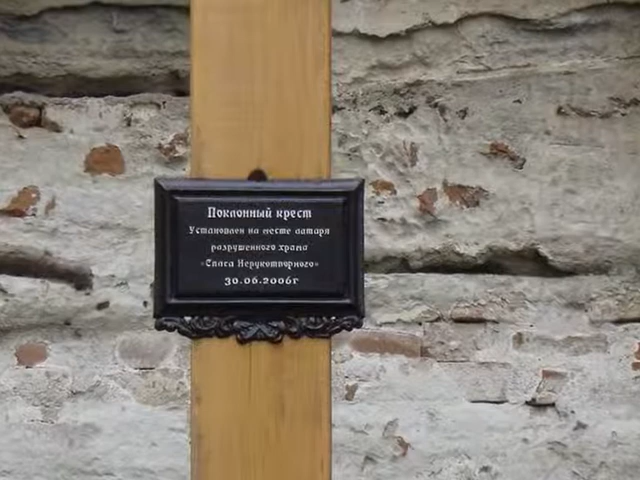 Поклонный крест
Установлен на месте алтаря
разрушенного храма
«Спаса Нерукотворного»
30.06.2006г